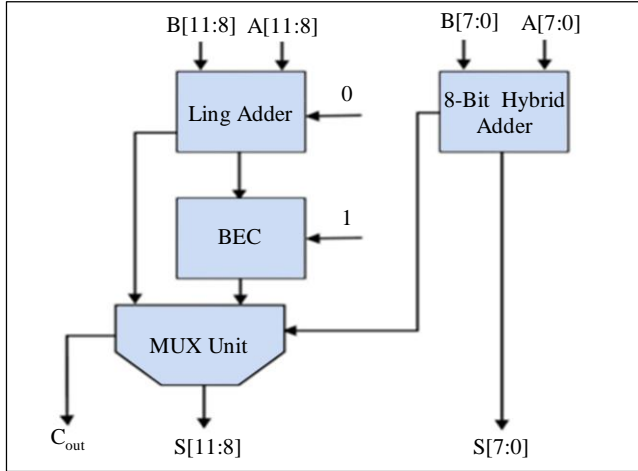 B[11:8] A[11:8]
B[7:0] A[7:0]
Ling Adder
0
8-Bit Hybrid
Adder
BEC
1
MUX Unit
Cout
S[11:8]
S[7:0]